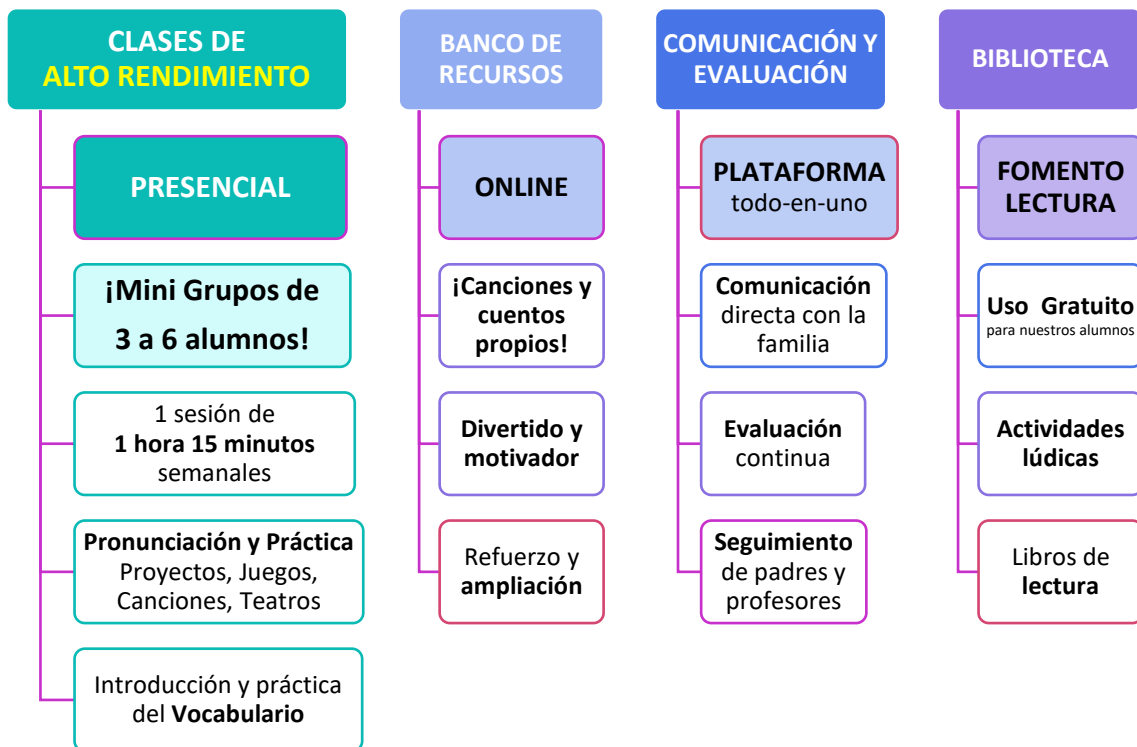 CLASES DE
ALTO RENDIMIENTO
PRESENCIAL
¡Mini Grupos de
3 a 6 alumnos!
1 sesión de
1 hora 15 minutos
semanales
Pronunciación y Práctica
Proyectos, Juegos,
Canciones, Teatros
Introducción y práctica
del Vocabulario
BANCO DE
RECURSOS
ONLINE
¡Canciones y
cuentos
propios!
Divertido y
motivador
Refuerzo y
ampliación
COMUNICACIÓN Y
EVALUACIÓN
PLATAFORMA
todo-en-uno
Comunicación
directa con la
familia
Evaluación
continua
Seguimiento
de padres y
profesores
BIBLIOTECA
FOMENTO
LECTURA
Uso Gratuito
para nuestros alumnos
Actividades
lúdicas
Libros de
lectura